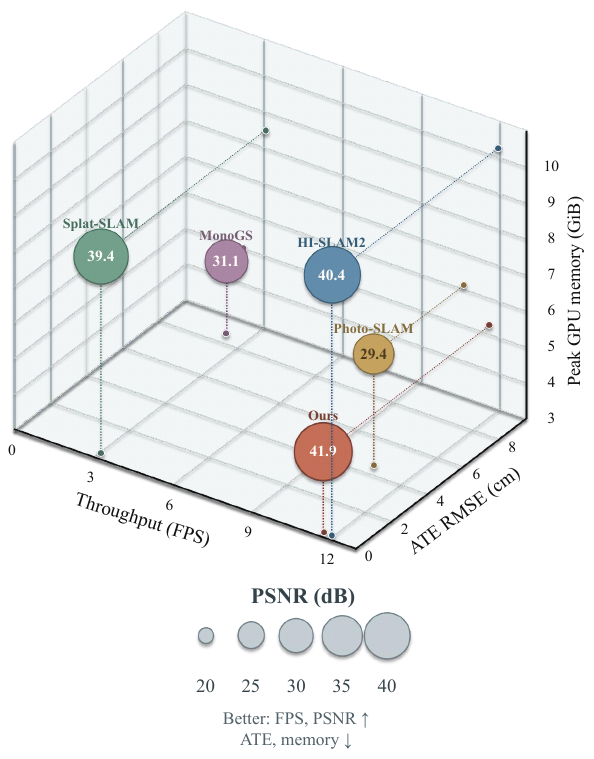 Splat-SLAM
39.4
MonoGS
31.1
HI-SLAM2
40.4
Photo-SLAM
29.4
Ours
41.9
10
9
8
7
6
5
4
3
Peak GPU memory (GiB)
0
3
6
9
12
Throughput (FPS)
0
2
4
6
8
ATE RMSE (cm)
PSNR (dB)
20 25 30 35 40
Better: FPS, PSNR ↑
ATE, memory ↓